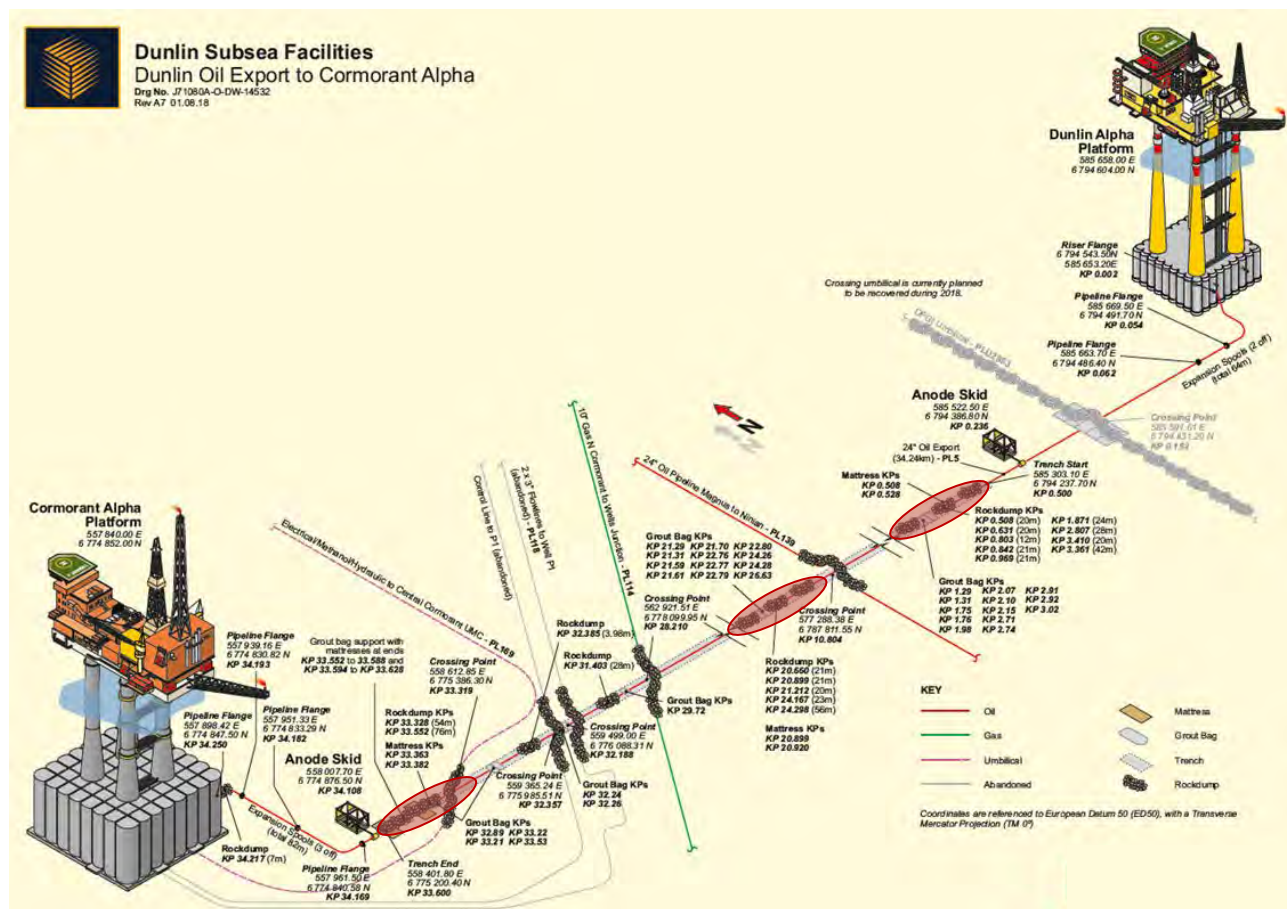 Dunlin Subsea Facilities
Dunlin Oil Export to Cormorant Alpha
Drg No. J71080A-O-DW-14532
Rev A7 01.08.18
Dunlin Alpha
Platform
585 658.00 E
6 794 604.00 N
Riser Flange
6 794 543.50N
585 653.20E
KP 0.002
Crossing umbilical is currently planned
to be recovered during 2018.
Pipeline Flange
585 669.50 E
6 794 491.70 N
KP 0.054
Pipeline Flange
585 663.70 E
6 794 486.40 N
KP 0.062
Expansion Spools (2 off)
(total 64m)
Crossing Point
Anode Skid
585 522.50 E
6 794 386.80 N
KP 0.236
24" Oil Export
(34.24km) - PL5
Trench Start
585 303.10 E
6 794 237.70 N
KP 0.500
Mattress KPs
KP 0.508
KP 0.528
Rockdump KPs
KP 0.508 (20m) KP 1.871 (24m)
KP 0.631 (20m) KP 2.807 (28m)
KP 0.803 (12m) KP 3.410 (20m)
KP 0.842 (21m) KP 3.361 (42m)
KP 0.969 (21m)
Grout Bag KPs
KP 1.29 KP 2.07 KP 2.91
KP 1.31 KP 2.10 KP 2.92
KP 1.75 KP 2.15 KP 3.02
KP 1.76 KP 2.71
KP 1.98 KP 2.74
N
24" Oil Pipeline Magnus to Ninian - PL139
Crossing Point
577 288.38 E
6 787 811.55 N
KP 10.804
Grout Bag KPs
KP 21.29 KP 21.70 KP 22.80
KP 21.31 KP 22.76 KP 24.26
KP 21.59 KP 22.77 KP 24.28
KP 21.61 KP 22.79 KP 26.63
Rockdump KPs
KP 20.660 (21m)
KP 20.899 (21m)
KP 21.212 (20m)
KP 24.167 (23m)
KP 24.298 (56m)
Mattress KPs
KP 20.899
KP 20.920
Crossing Point
562 921.51 E
6 778 099.95 N
KP 28.210
10" Gas N Cormorant to Wells Junction - PL114
2 x 3" Flowlines to Well P1
(abandoned) - PL118
Control Line to P1 (abandoned)
Electrical/Methanol/Hydraulic to Central Cormorant UMC - PL169
Grout Bag KPs
KP 29.72
Rockdump
KP 31.403 (28m)
Rockdump
KP 32.385 (3.98m)
Crossing Point
559 499.00 E
6 776 088.31 N
KP 32.188
Grout Bag KPs
KP 32.24
KP 32.26
Crossing Point
559 365.24 E
6 775 985.51 N
KP 32.357
Crossing Point
558 612.85 E
6 775 386.30 N
KP 33.319
Grout bag support with
mattresses at ends
KP 33.552 to 33.588 and
KP 33.594 to KP 33.628
Rockdump KPs
KP 33.328 (54m)
KP 33.552 (76m)
Mattress KPs
KP 33.363
KP 33.382
Grout Bag KPs
KP 32.89 KP 33.22
KP 33.21 KP 33.53
Trench End
558 401.80 E
6 775 200.40 N
KP 33.600
Anode Skid
558 007.70 E
6 774 876.50 N
KP 34.108
Pipeline Flange
557 961.50 E
6 774 840.58 N
KP 34.169
Pipeline Flange
557 951.33 E
6 774 833.29 N
KP 34.182
Pipeline Flange
557 939.16 E
6 774 830.82 N
KP 34.193
Pipeline Flange
557 898.42 E
6 774 847.50 N
KP 34.250
Expansion Spools (3 off)
(total 82m)
Rockdump
KP 34.217 (7m)
Cormorant Alpha
Platform
557 840.00 E
6 774 852.00 N
KEY
Oil
Gas
Umbilical
Abandoned
Mattress
Grout Bag
Trench
Rockdump
Coordinates are referenced to European Datum 50 (ED50), with a Transverse
Mercator Projection (TM 0°)